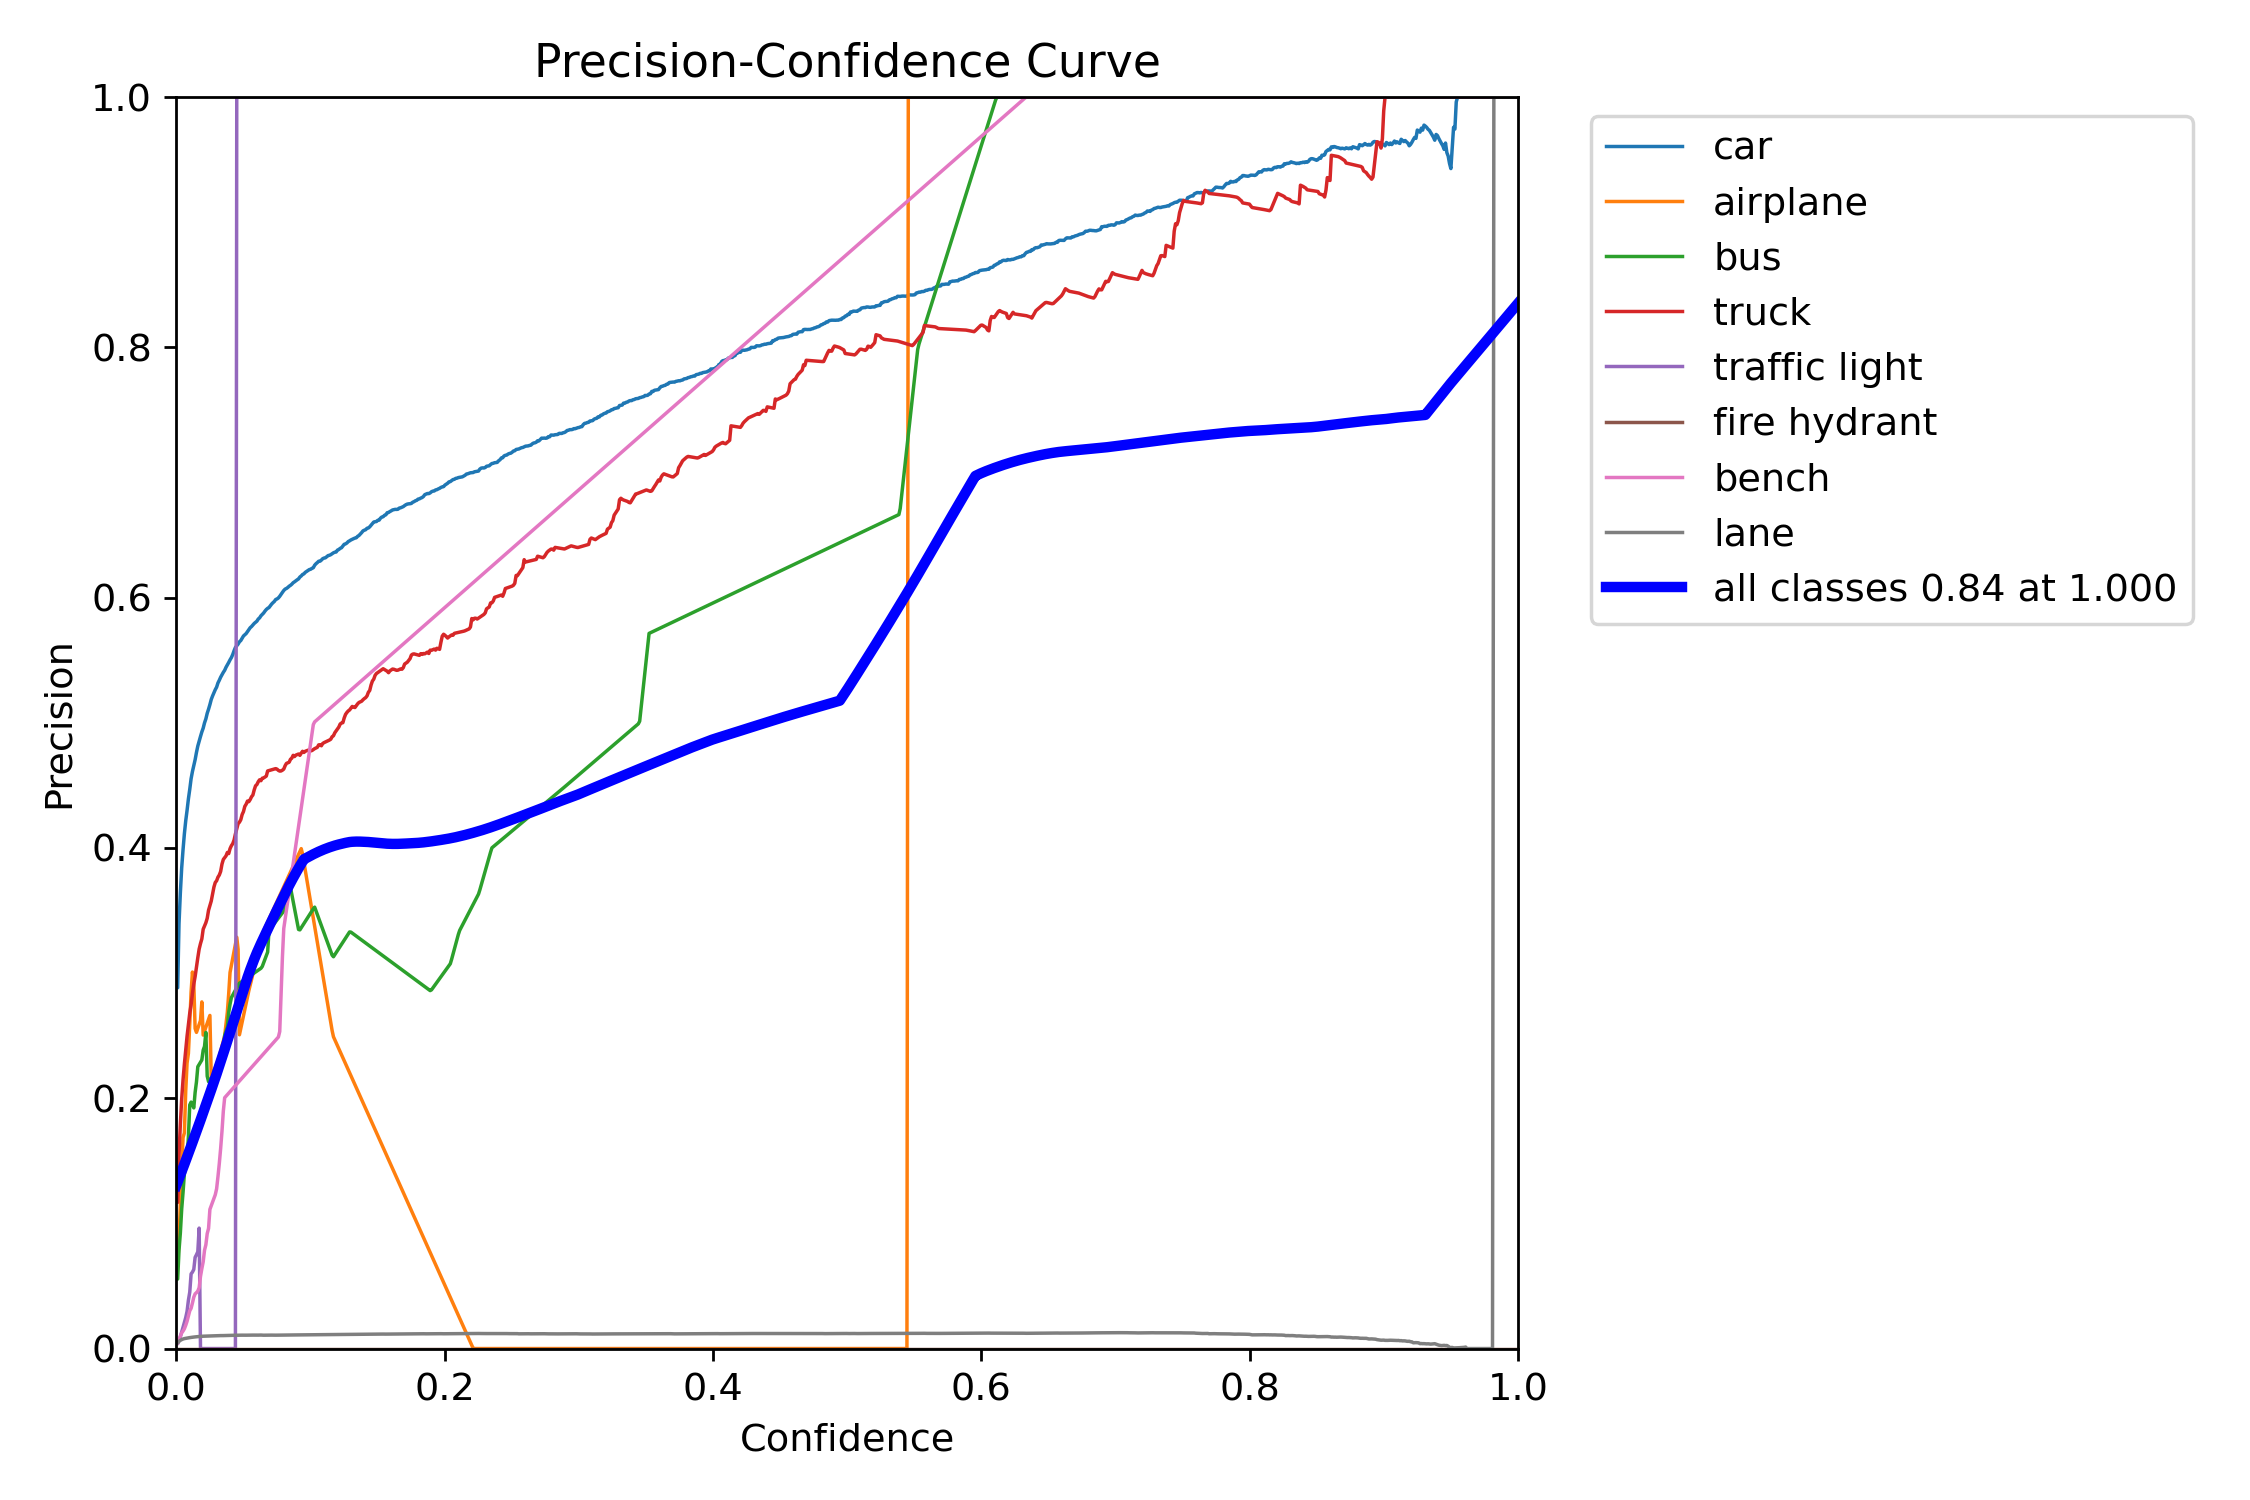 Precision-Confidence Curve
1.0
0.8
0.6
0.4
0.2
0.0
Precision
0.0 0.2 0.4 0.6 0.8 1.0
Confidence
car
airplane
bus
truck
traffic light
fire hydrant
bench
lane
all classes 0.84 at 1.000